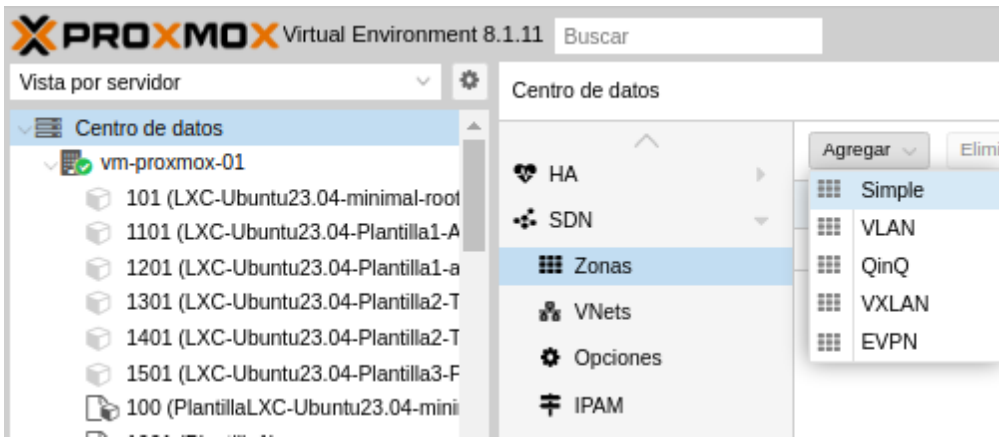 PROXMOX Virtual Environment 8.1.11 Buscar
Vista por servidor
Centro de datos
vm-proxmox-01
101 (LXC-Ubuntu23.04-minimal-root
1101 (LXC-Ubuntu23.04-Plantilla1-A
1201 (LXC-Ubuntu23.04-Plantilla1-a
1301 (LXC-Ubuntu23.04-Plantilla2-T
1401 (LXC-Ubuntu23.04-Plantilla2-T
1501 (LXC-Ubuntu23.04-Plantilla3-F
100 (PlantillaLXC-Ubuntu23.04-mini
Centro de datos
HA
SDN
Zonas
VNets
Opciones
IPAM
Agregar
Elimi
Simple
VLAN
QinQ
VXLAN
EVPN